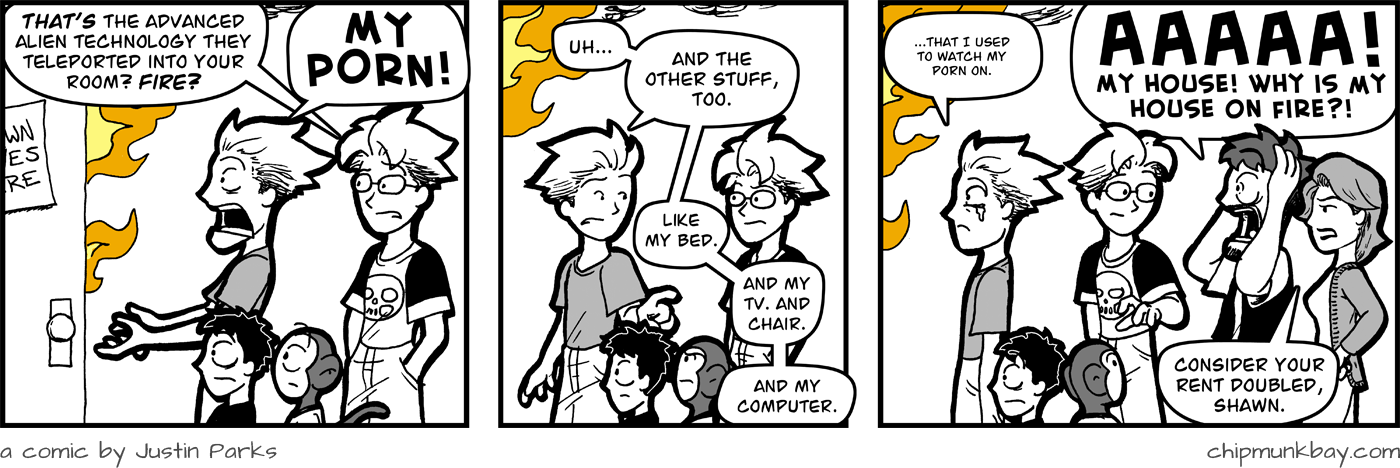 THAT'S THE ADVANCED
ALIEN TECHNOLOGY THEY
TELEPORTED INTO YOUR
ROOM? FIRE?
MY
PORN!
WN
ES
RE
UH...
AND THE
OTHER STUFF,
TOO.
LIKE
MY BED.
AND MY
TV. AND
CHAIR.
AND MY
COMPUTER.
...THAT I USED
TO WATCH MY
PORN ON.
AAAAA!
MY HOUSE! WHY IS MY
HOUSE ON FIRE?!
CONSIDER YOUR
RENT DOUBLED,
SHAWN.
a comic by Justin Parks
chipmunkbay.com